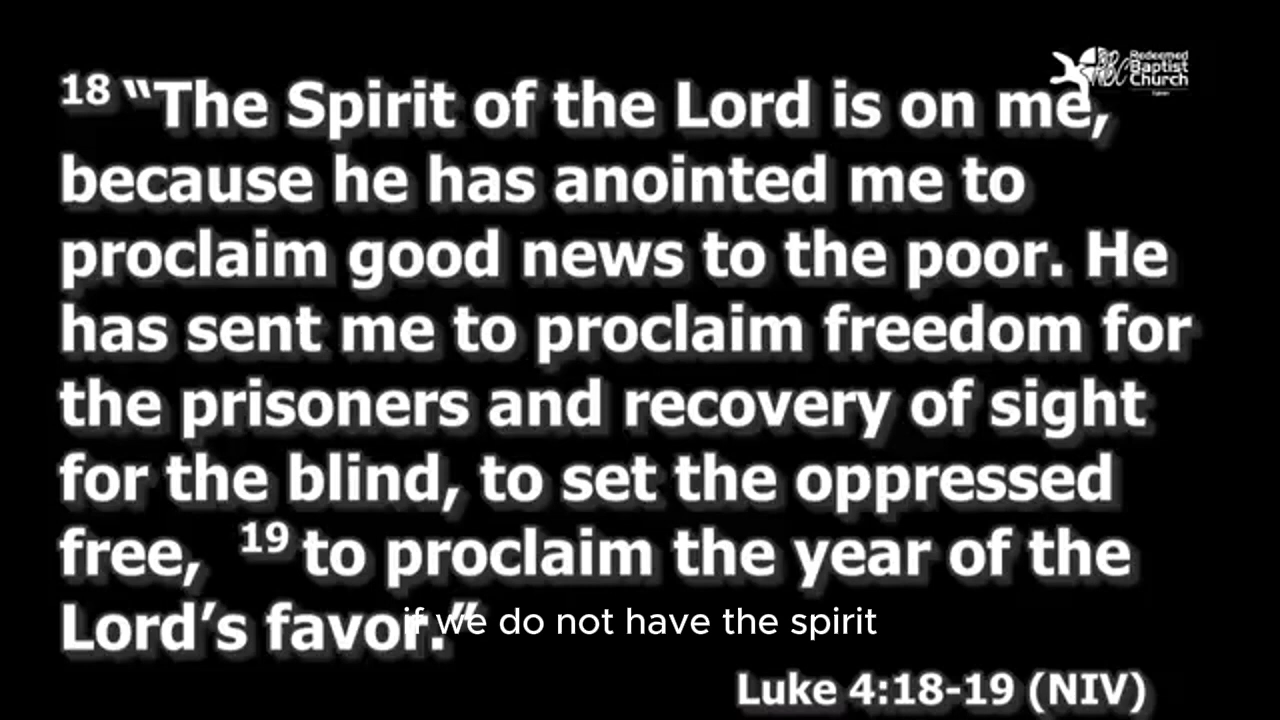 Redeemed
Baptist
Church
18 “The Spirit of the Lord is on me,
because he has anointed me to
proclaim good news to the poor. He
has sent me to proclaim freedom for
the prisoners and recovery of sight
for the blind, to set the oppressed
free, 19 to proclaim the year of the
Lord’s favor.”
if we do not have the spirit
Luke 4:18-19 (NIV)